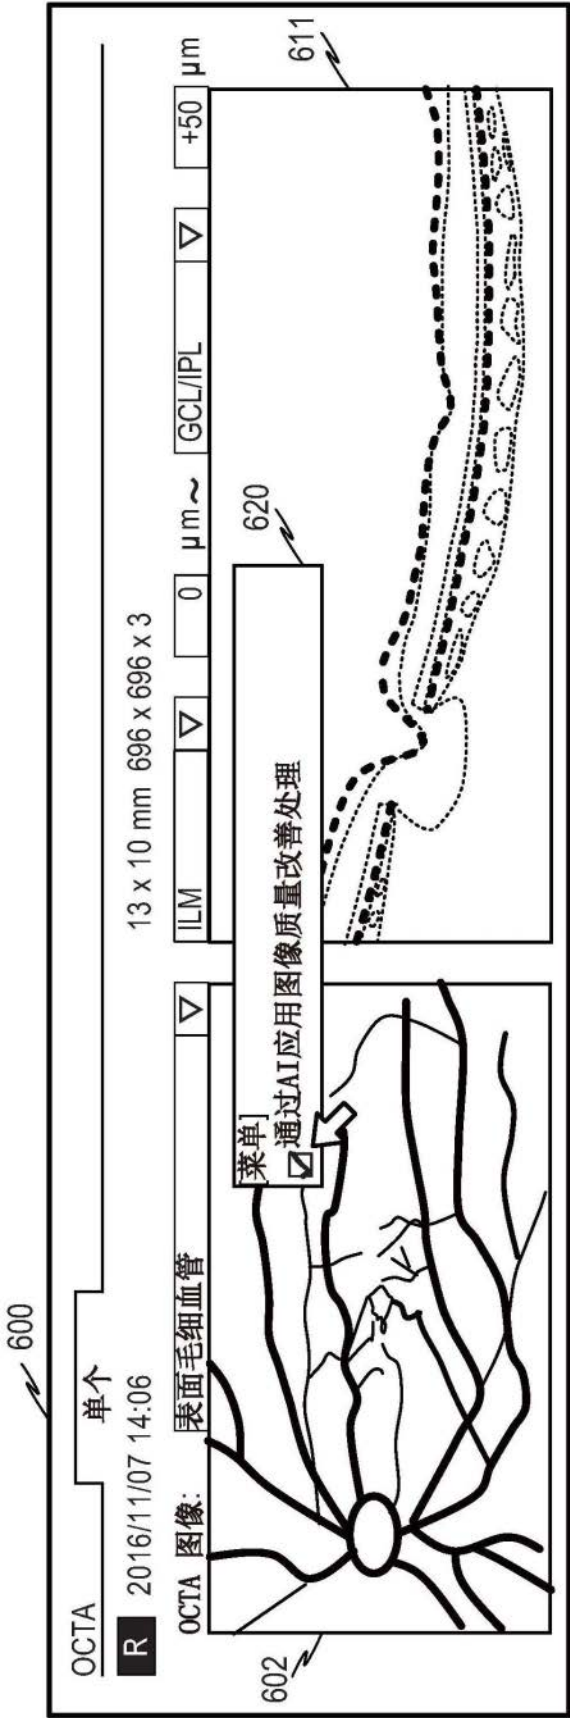 600
OCTA
单个
R 2016/11/07 14:06
13 x 10 mm 696 x 696 x 3
OCTA 图像: 表面毛细血管 ▽
ILM ▽ 0 μm~ GCL/IPL ▽ +50 μm
[菜单]
☑ 通过AI应用图像质量改善处理
620
602
611